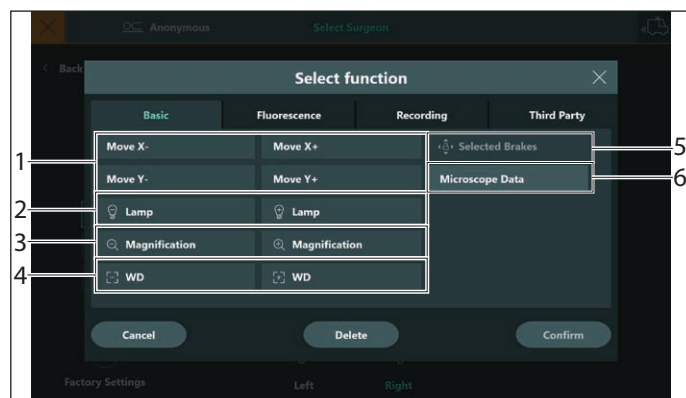 Anonymous Select Surgeon
Back
Select function
Basic Fluorescence Recording Third Party
Move X- Move X+ Selected Brakes
Move Y- Move Y+ Microscope Data
Lamp Lamp
Magnification Magnification
WD WD
Cancel Delete Confirm
Factory Settings Left Right
1
2
3
4
5
6